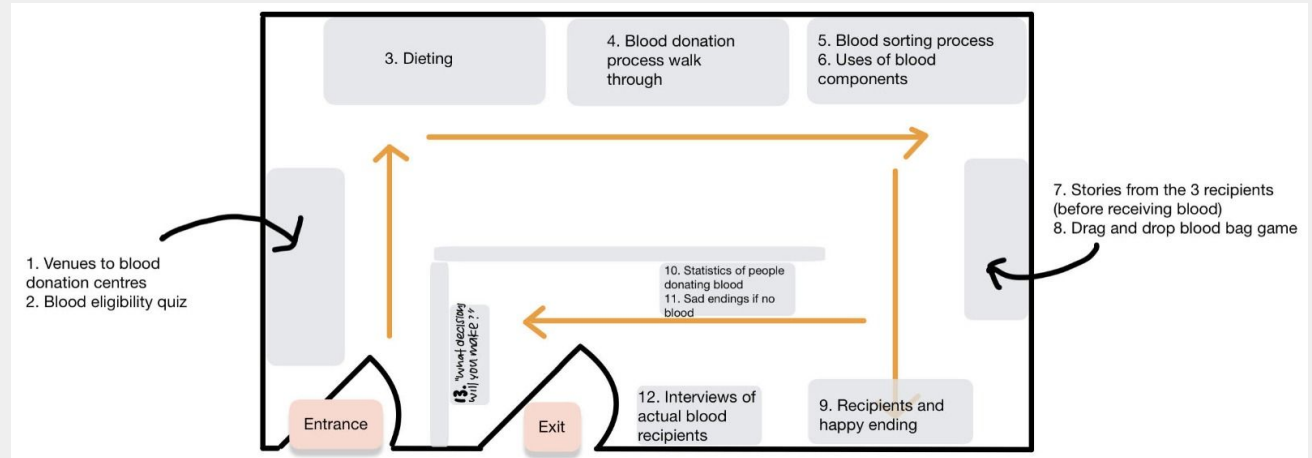 1. Venues to blood
donation centres
2. Blood eligibility quiz
3. Dieting
4. Blood donation
process walk
through
5. Blood sorting process
6. Uses of blood
components
7. Stories from the 3 recipients
(before receiving blood)
8. Drag and drop blood bag game
9. Recipients and
happy ending
10. Statistics of people
donating blood
11. Sad endings if no
blood
12. Interviews of
actual blood
recipients
13. "What decision
will you make?"
Entrance
Exit